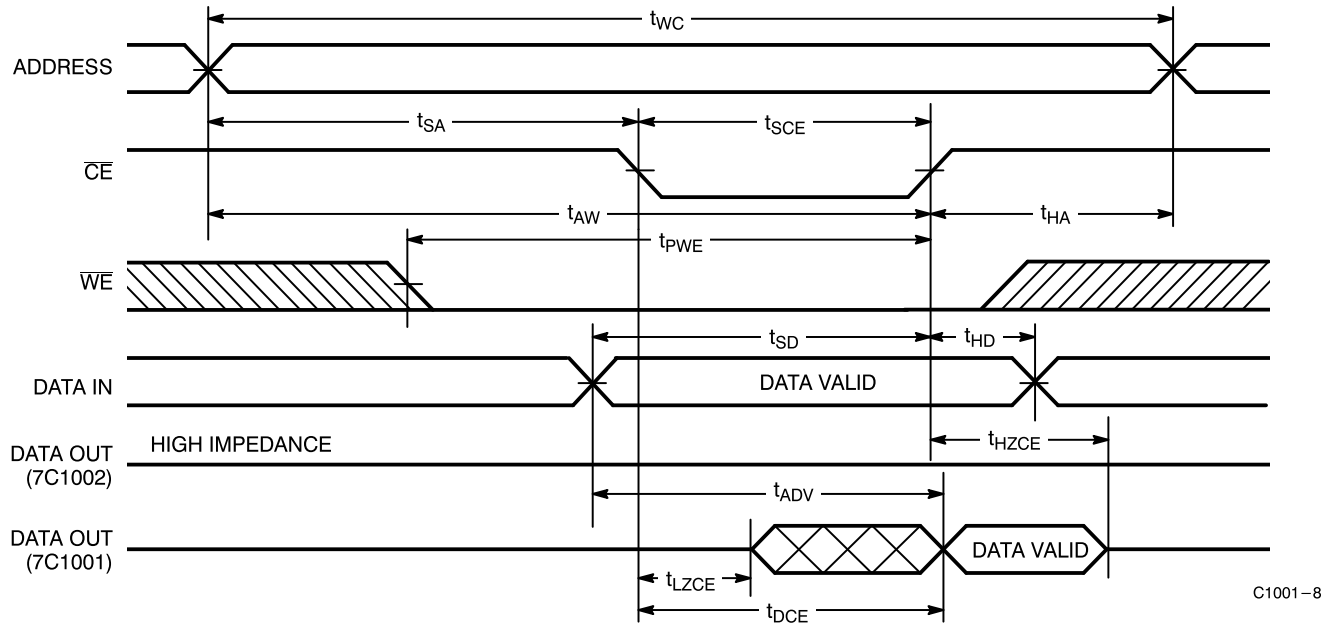 tWC
ADDRESS
tSA
tSCE
CE
tAW
tHA
tPWE
WE
tSD
tHD
DATA IN
DATA VALID
HIGH IMPEDANCE
DATA OUT
(7C1002)
tHZCE
tADV
DATA OUT
(7C1001)
DATA VALID
tLZCE
tDCE
C1001−8